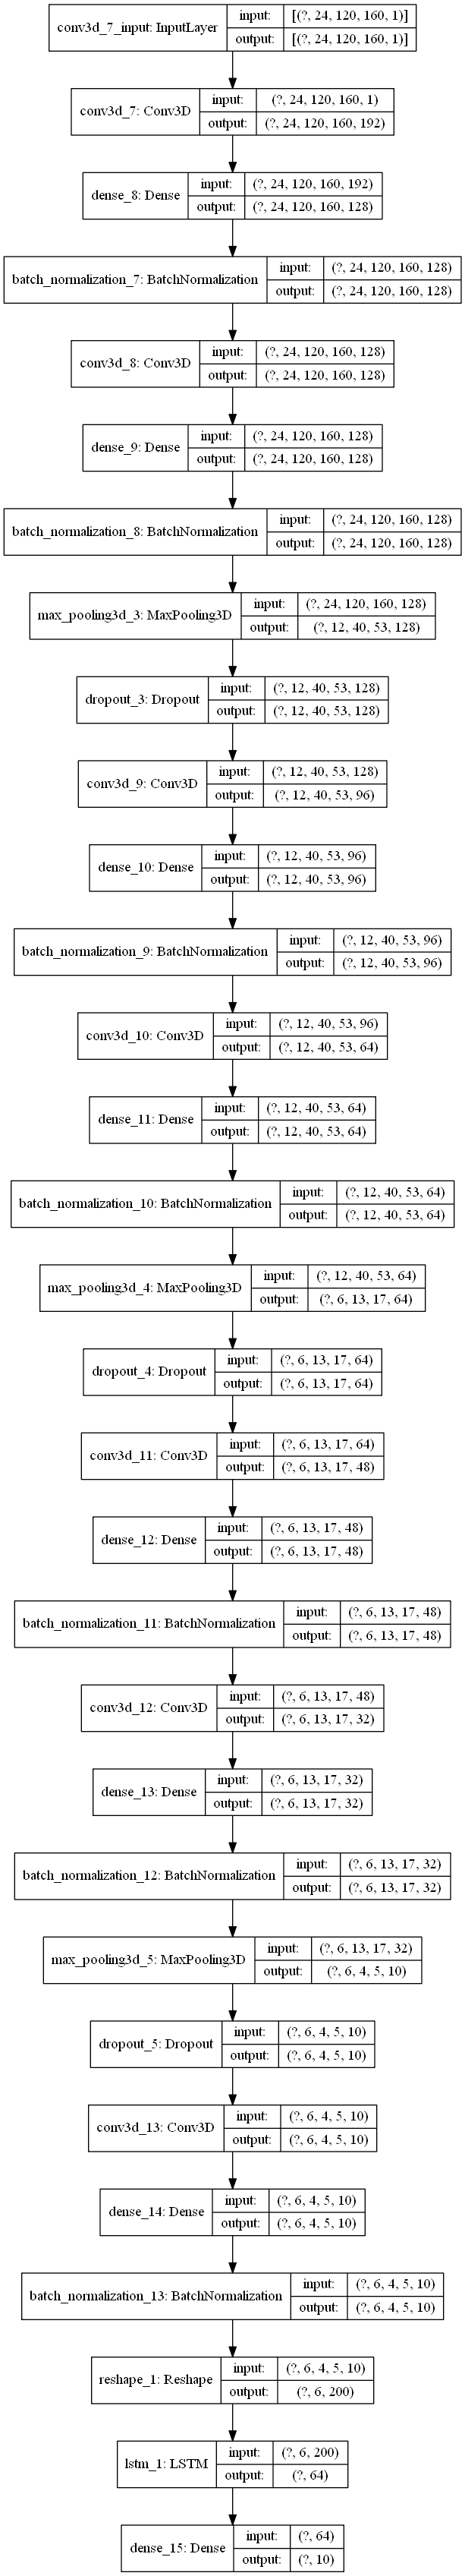 conv3d_7_input: InputLayer input: [(?, 24, 120, 160, 1)]
output: [(?, 24, 120, 160, 1)]
conv3d_7: Conv3D input: (?, 24, 120, 160, 1)
output: (?, 24, 120, 160, 192)
dense_8: Dense input: (?, 24, 120, 160, 192)
output: (?, 24, 120, 160, 128)
batch_normalization_7: BatchNormalization input: (?, 24, 120, 160, 128)
output: (?, 24, 120, 160, 128)
conv3d_8: Conv3D input: (?, 24, 120, 160, 128)
output: (?, 24, 120, 160, 128)
dense_9: Dense input: (?, 24, 120, 160, 128)
output: (?, 24, 120, 160, 128)
batch_normalization_8: BatchNormalization input: (?, 24, 120, 160, 128)
output: (?, 24, 120, 160, 128)
max_pooling3d_3: MaxPooling3D input: (?, 24, 120, 160, 128)
output: (?, 12, 40, 53, 128)
dropout_3: Dropout input: (?, 12, 40, 53, 128)
output: (?, 12, 40, 53, 128)
conv3d_9: Conv3D input: (?, 12, 40, 53, 128)
output: (?, 12, 40, 53, 96)
dense_10: Dense input: (?, 12, 40, 53, 96)
output: (?, 12, 40, 53, 96)
batch_normalization_9: BatchNormalization input: (?, 12, 40, 53, 96)
output: (?, 12, 40, 53, 96)
conv3d_10: Conv3D input: (?, 12, 40, 53, 96)
output: (?, 12, 40, 53, 64)
dense_11: Dense input: (?, 12, 40, 53, 64)
output: (?, 12, 40, 53, 64)
batch_normalization_10: BatchNormalization input: (?, 12, 40, 53, 64)
output: (?, 12, 40, 53, 64)
max_pooling3d_4: MaxPooling3D input: (?, 12, 40, 53, 64)
output: (?, 6, 13, 17, 64)
dropout_4: Dropout input: (?, 6, 13, 17, 64)
output: (?, 6, 13, 17, 64)
conv3d_11: Conv3D input: (?, 6, 13, 17, 64)
output: (?, 6, 13, 17, 48)
dense_12: Dense input: (?, 6, 13, 17, 48)
output: (?, 6, 13, 17, 48)
batch_normalization_11: BatchNormalization input: (?, 6, 13, 17, 48)
output: (?, 6, 13, 17, 48)
conv3d_12: Conv3D input: (?, 6, 13, 17, 48)
output: (?, 6, 13, 17, 32)
dense_13: Dense input: (?, 6, 13, 17, 32)
output: (?, 6, 13, 17, 32)
batch_normalization_12: BatchNormalization input: (?, 6, 13, 17, 32)
output: (?, 6, 13, 17, 32)
max_pooling3d_5: MaxPooling3D input: (?, 6, 13, 17, 32)
output: (?, 6, 4, 5, 10)
dropout_5: Dropout input: (?, 6, 4, 5, 10)
output: (?, 6, 4, 5, 10)
conv3d_13: Conv3D input: (?, 6, 4, 5, 10)
output: (?, 6, 4, 5, 10)
dense_14: Dense input: (?, 6, 4, 5, 10)
output: (?, 6, 4, 5, 10)
batch_normalization_13: BatchNormalization input: (?, 6, 4, 5, 10)
output: (?, 6, 4, 5, 10)
reshape_1: Reshape input: (?, 6, 4, 5, 10)
output: (?, 6, 200)
lstm_1: LSTM input: (?, 6, 200)
output: (?, 64)
dense_15: Dense input: (?, 64)
output: (?, 10)